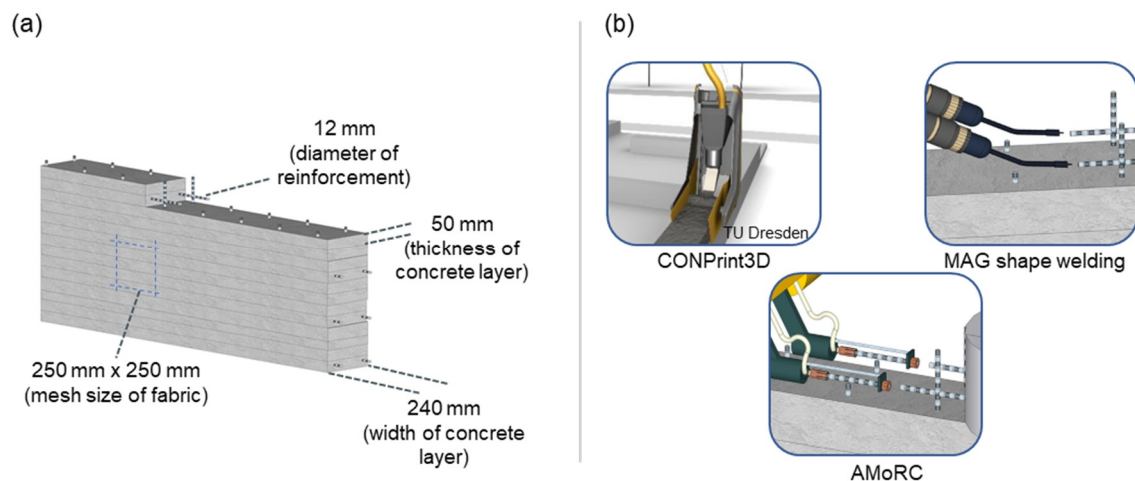 (a)
12 mm
(diameter of
reinforcement)
50 mm
(thickness of
concrete layer)
250 mm x 250 mm
(mesh size of fabric)
240 mm
(width of concrete
layer)
(b)
TU Dresden
CONPrint3D
MAG shape welding
AMoRC